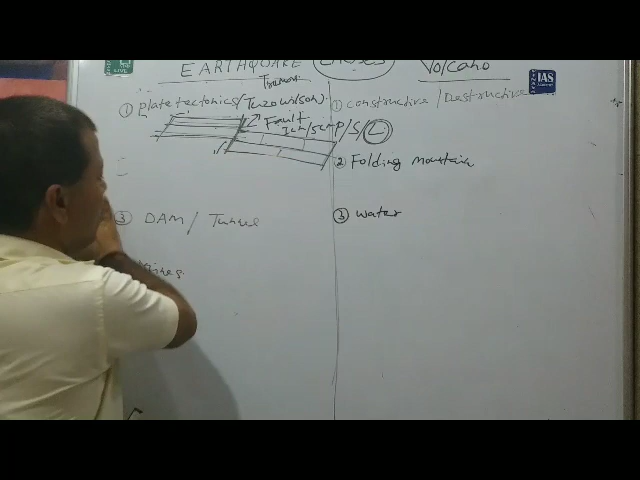 EARTHQUAKE CAUSES Volcano
Tremor
① Plate tectonics/Tuzowilson).
Fault
P/S/L
③ DAM / Tunnel
① constructive / Destructive
② Folding mountain
③ water
IAS